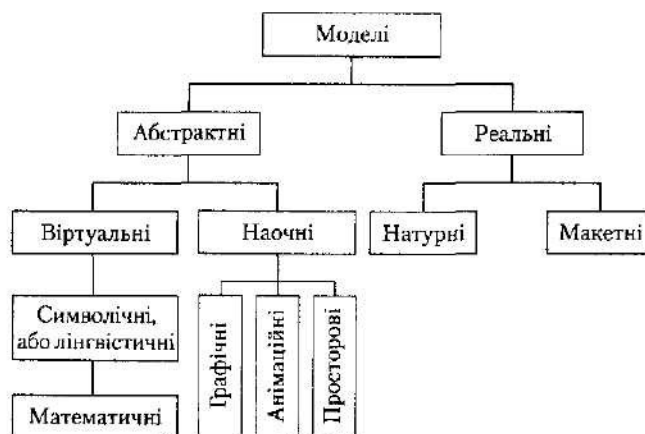 Моделі
Абстрактні
Реальні
Віртуальні
Наочні
Натурні
Макетні
Символічні,
або лінгвістичні
Графічні
Анімаційні
Просторові
Математичні